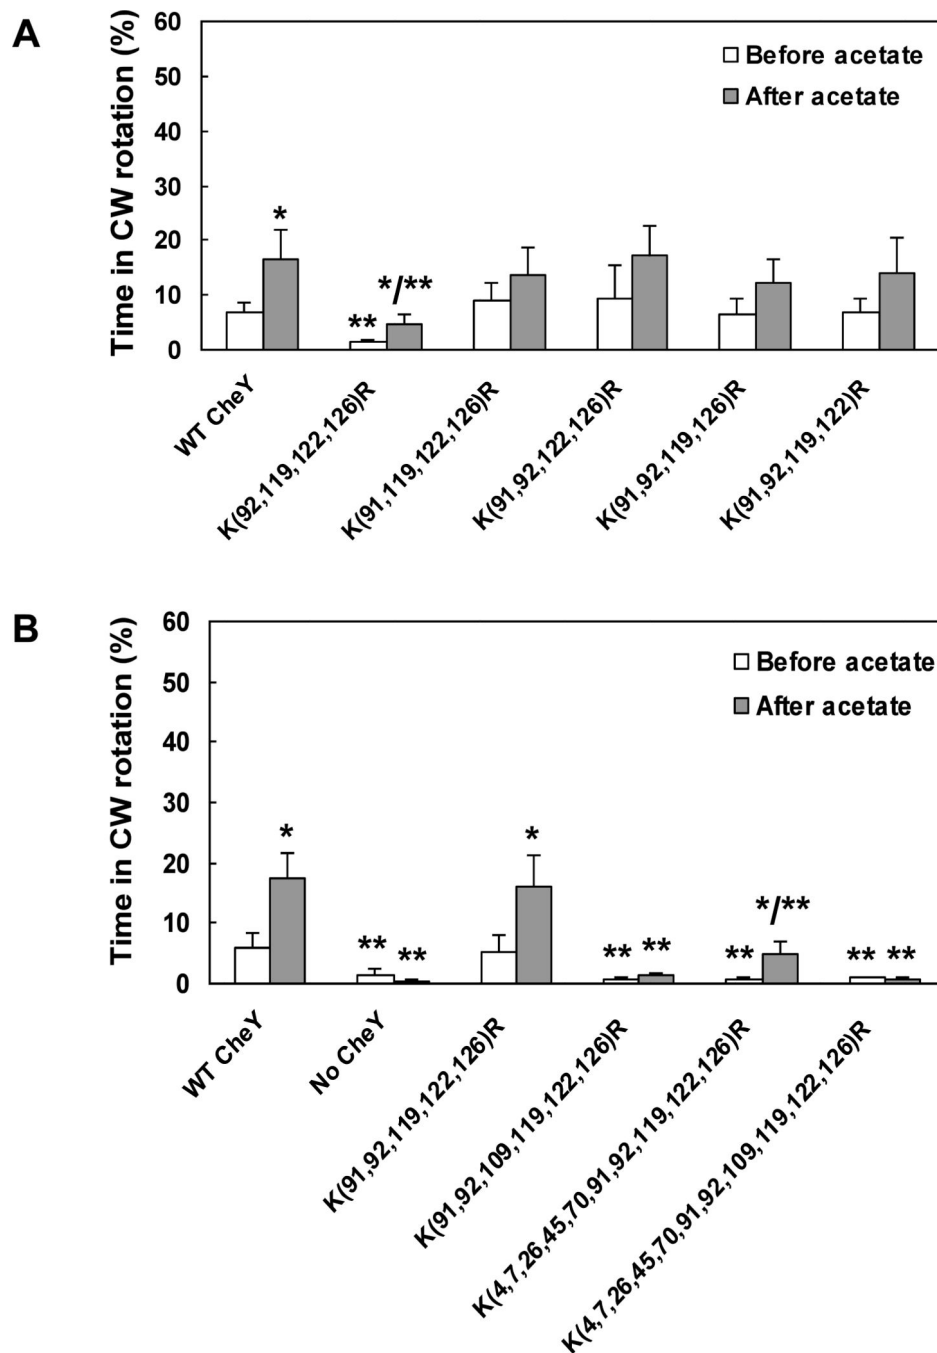 A
Time in CW rotation (%)
60
50
40
30
20
10
0
Before acetate
After acetate
*
**
*/**
WT CheY
K(92,119,122,126)R
K(91,119,122,126)R
K(91,92,122,126)R
K(91,92,119,126)R
K(91,92,119,122)R
B
Time in CW rotation (%)
60
50
40
30
20
10
0
Before acetate
After acetate
*
**
**
*
**
**
**
*/**
**
**
WT CheY
No CheY
K(91,92,119,122,126)R
K(91,92,109,119,122,126)R
K(4,7,26,45,70,91,92,119,122,126)R
K(4,7,26,45,70,91,92,109,119,122,126)R